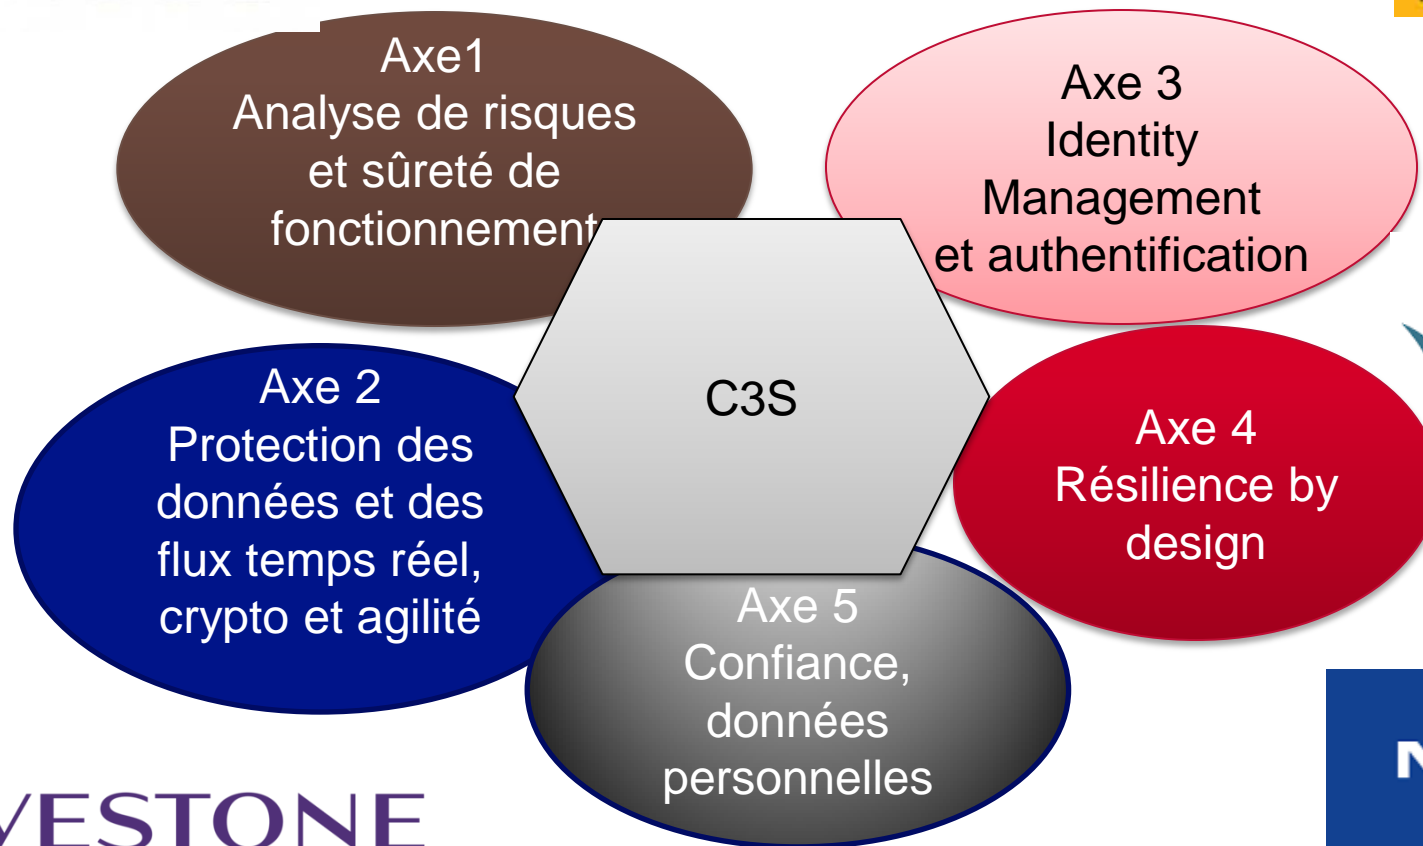 Axe1
Analyse de risques
et sûreté de
fonctionnement
Axe 3
Identity
Management
et authentification
C3S
Axe 2
Protection des
données et des
flux temps réel,
crypto et agilité
Axe 4
Résilience by
design
Axe 5
Confiance,
données
personnelles
VESTONE
N